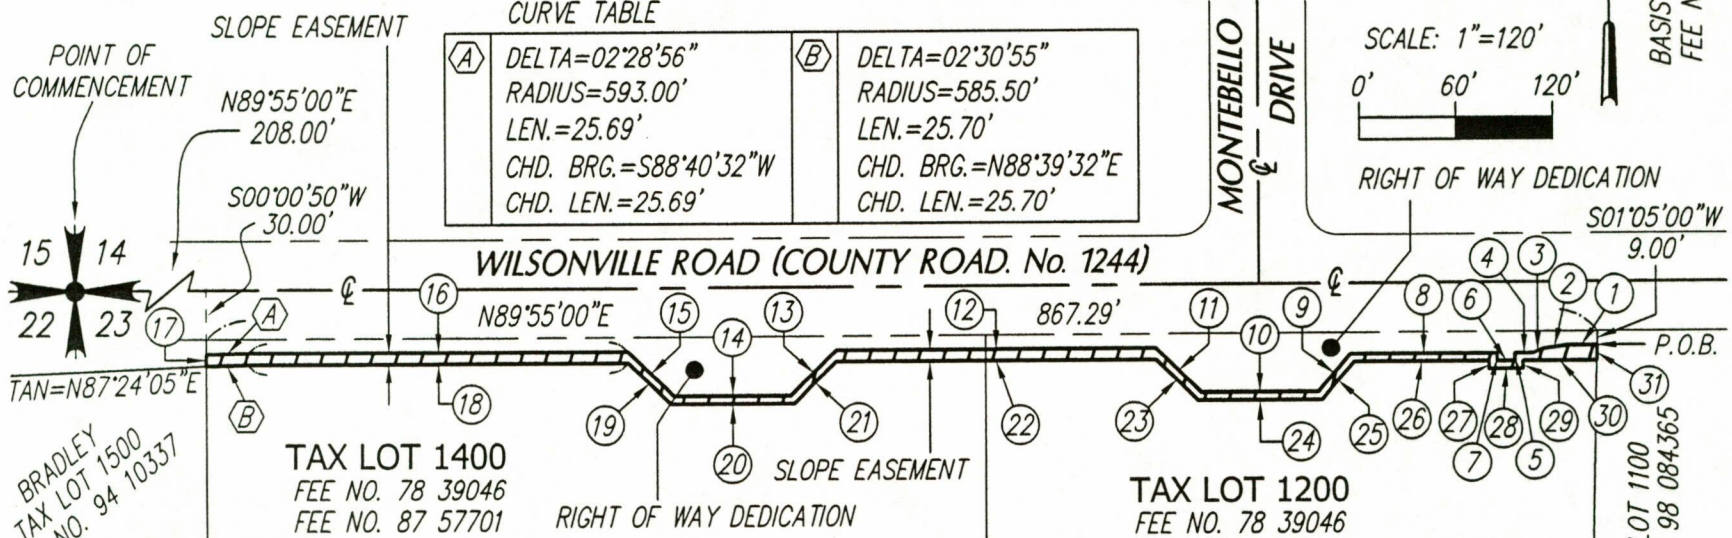 SLOPE EASEMENT
CURVE TABLE
POINT OF
COMMENCEMENT
N89°55'00"E
208.00'
S00°00'50"W
30.00'
A
DELTA=02°28'56"
RADIUS=593.00'
LEN.=25.69'
CHD. BRG.=S88°40'32"W
CHD. LEN.=25.69'
B
DELTA=02°30'55"
RADIUS=585.50'
LEN.=25.70'
CHD. BRG.=N88°39'32"E
CHD. LEN.=25.70'
MONTEBELLO
DRIVE
℄
SCALE: 1"=120'
0' 60' 120'
BASIS
FEE N
RIGHT OF WAY DEDICATION
S01°05'00"W
9.00'
15 14
22 23
WILSONVILLE ROAD (COUNTY ROAD. No. 1244)
℄
℄
N89°55'00"E
867.29'
17
A
16
15
14
13
12
11
10
9
8
6
4
3
2
1
P.O.B.
TAN=N87°24'05"E
B
18
19
20
21
22
23
24
25
26
27
28
29
30
31
7
5
BRADLEY
TAX LOT 1500
NO. 94 10337
TAX LOT 1400
FEE NO. 78 39046
FEE NO. 87 57701
SLOPE EASEMENT
RIGHT OF WAY DEDICATION
TAX LOT 1200
FEE NO. 78 39046
LOT 1100
98 084365